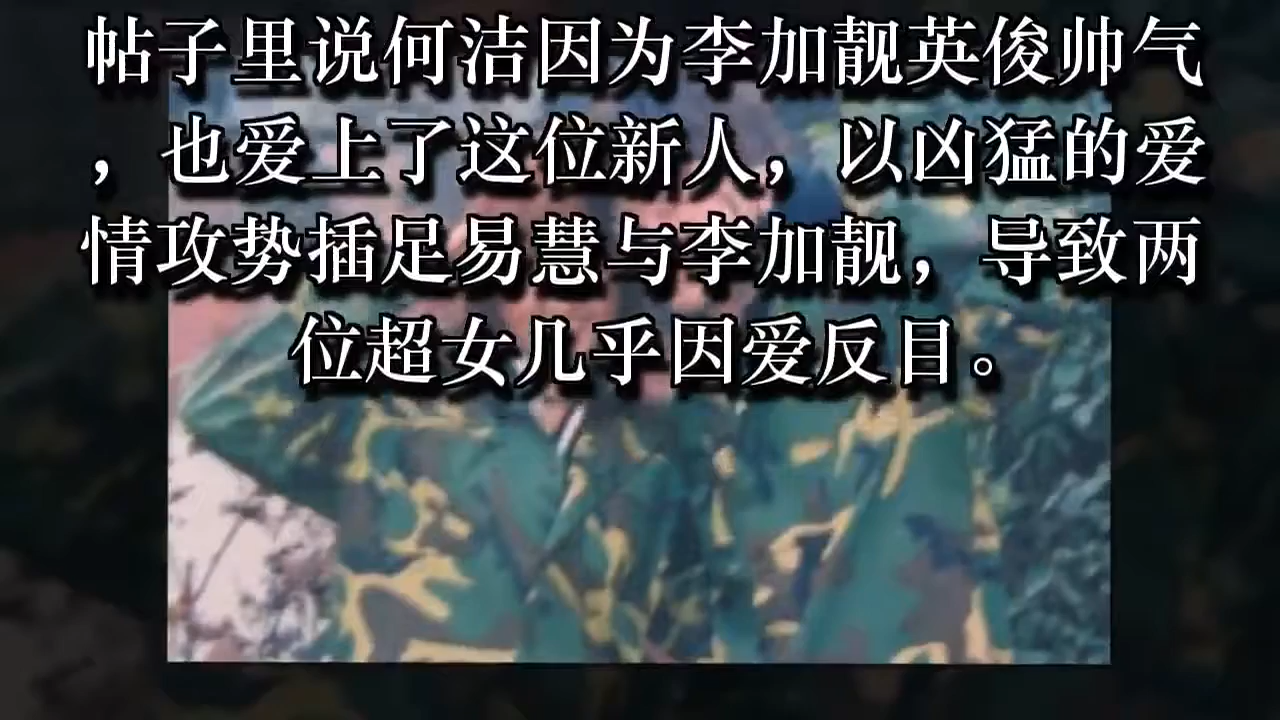 帖子里说何洁因为李加靓英俊帅气
，也爱上了这位新人，以凶猛的爱
情攻势插足易慧与李加靓，导致两
位超女几乎因爱反目。